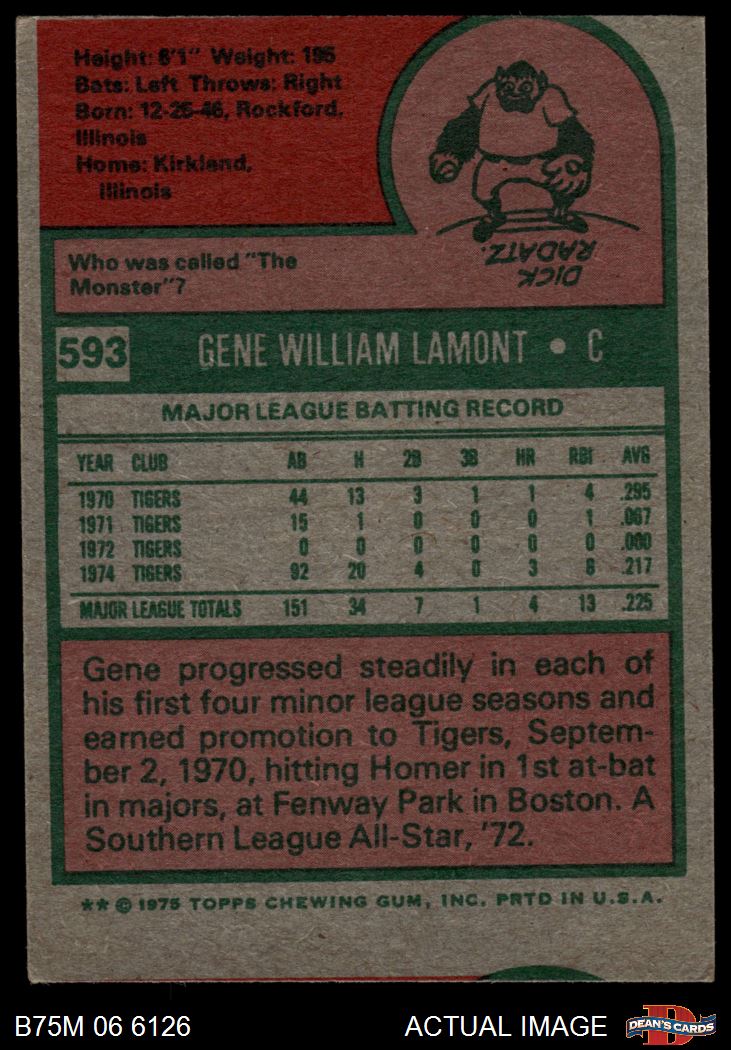 Height: 6'1" Weight: 195
Bats: Left Throws: Right
Born: 12-25-46, Rockford,
Illinois
Home: Kirkland,
Illinois
DICK
RADATZ.
Who was called "The
Monster"?
593 GENE WILLIAM LAMONT • C
MAJOR LEAGUE BATTING RECORD
YEAR CLUB AB H 2B 3B HR RBI AVG
1970 TIGERS 44 13 3 1 1 4 .295
1971 TIGERS 15 1 0 0 0 1 .067
1972 TIGERS 0 0 0 0 0 0 .000
1974 TIGERS 92 20 4 0 3 8 .217
MAJOR LEAGUE TOTALS 151 34 7 1 4 13 .225
Gene progressed steadily in each of
his first four minor league seasons and
earned promotion to Tigers, Septem-
ber 2, 1970, hitting Homer in 1st at-bat
in majors, at Fenway Park in Boston. A
Southern League All-Star, '72.
** © 1975 TOPPS CHEWING GUM, INC. PRTD IN U.S.A.
B75M 06 6126 ACTUAL IMAGE
D
DEAN'S CARDS